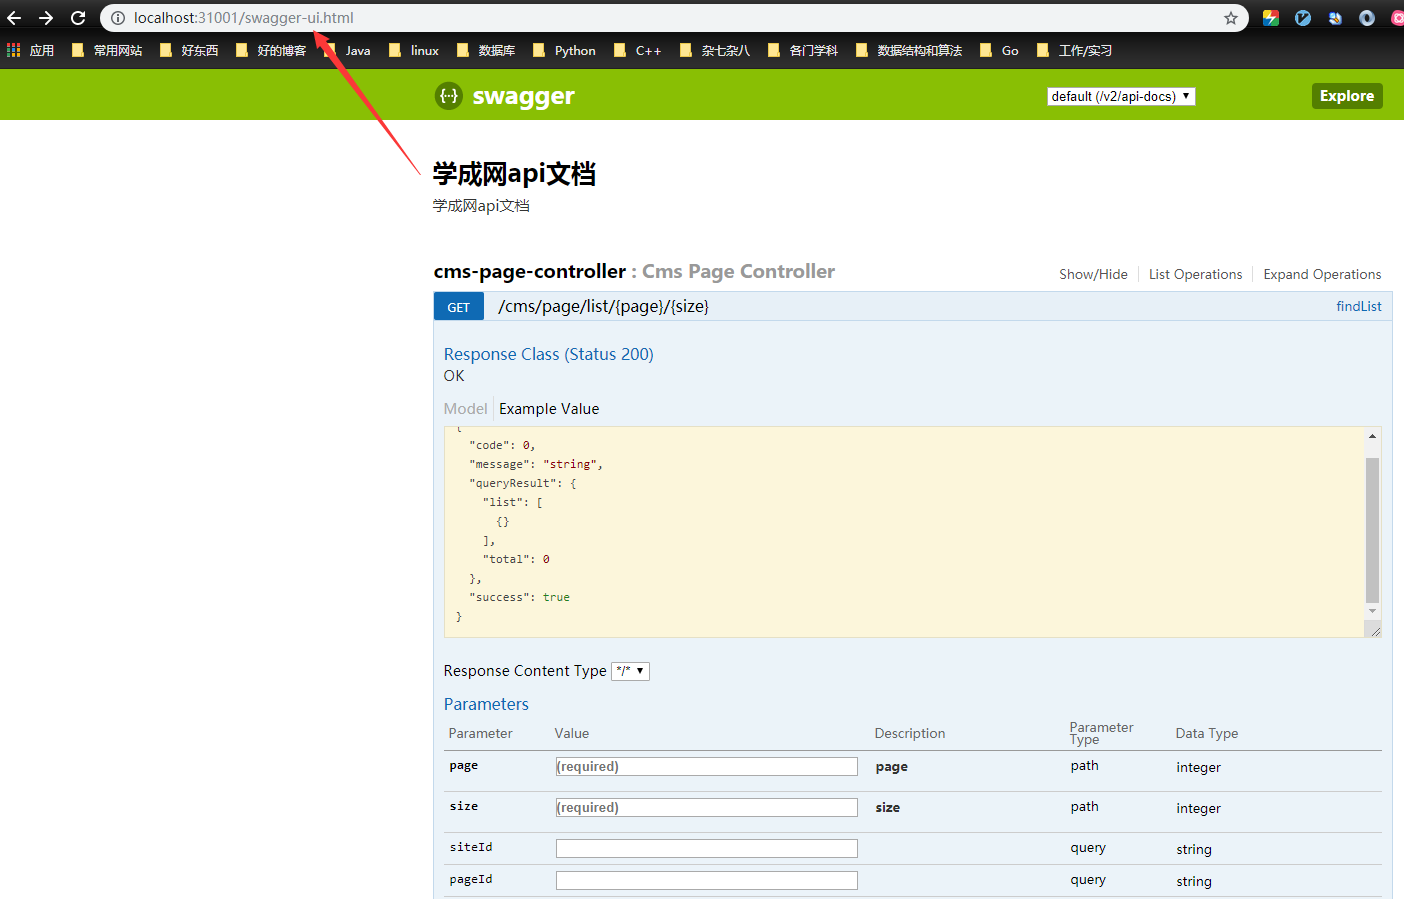 localhost:31001/swagger-ui.html
应用 常用网站 好东西 好的博客 Java linux 数据库 Python C++ 杂七杂八 各门学科 数据结构和算法 Go 工作/实习
{···} swagger default (/v2/api-docs) ▼ Explore
学成网api文档
学成网api文档
cms-page-controller : Cms Page Controller Show/Hide List Operations Expand Operations
GET /cms/page/list/{page}/{size} findList
Response Class (Status 200)
OK
Model Example Value
{
"code": 0,
"message": "string",
"queryResult": {
"list": [
{}
],
"total": 0
},
"success": true
}
Response Content Type */* ▼
Parameters
Parameter Value Description Parameter Type Data Type
page (required) page path integer
size (required) size path integer
siteId query string
pageId query string